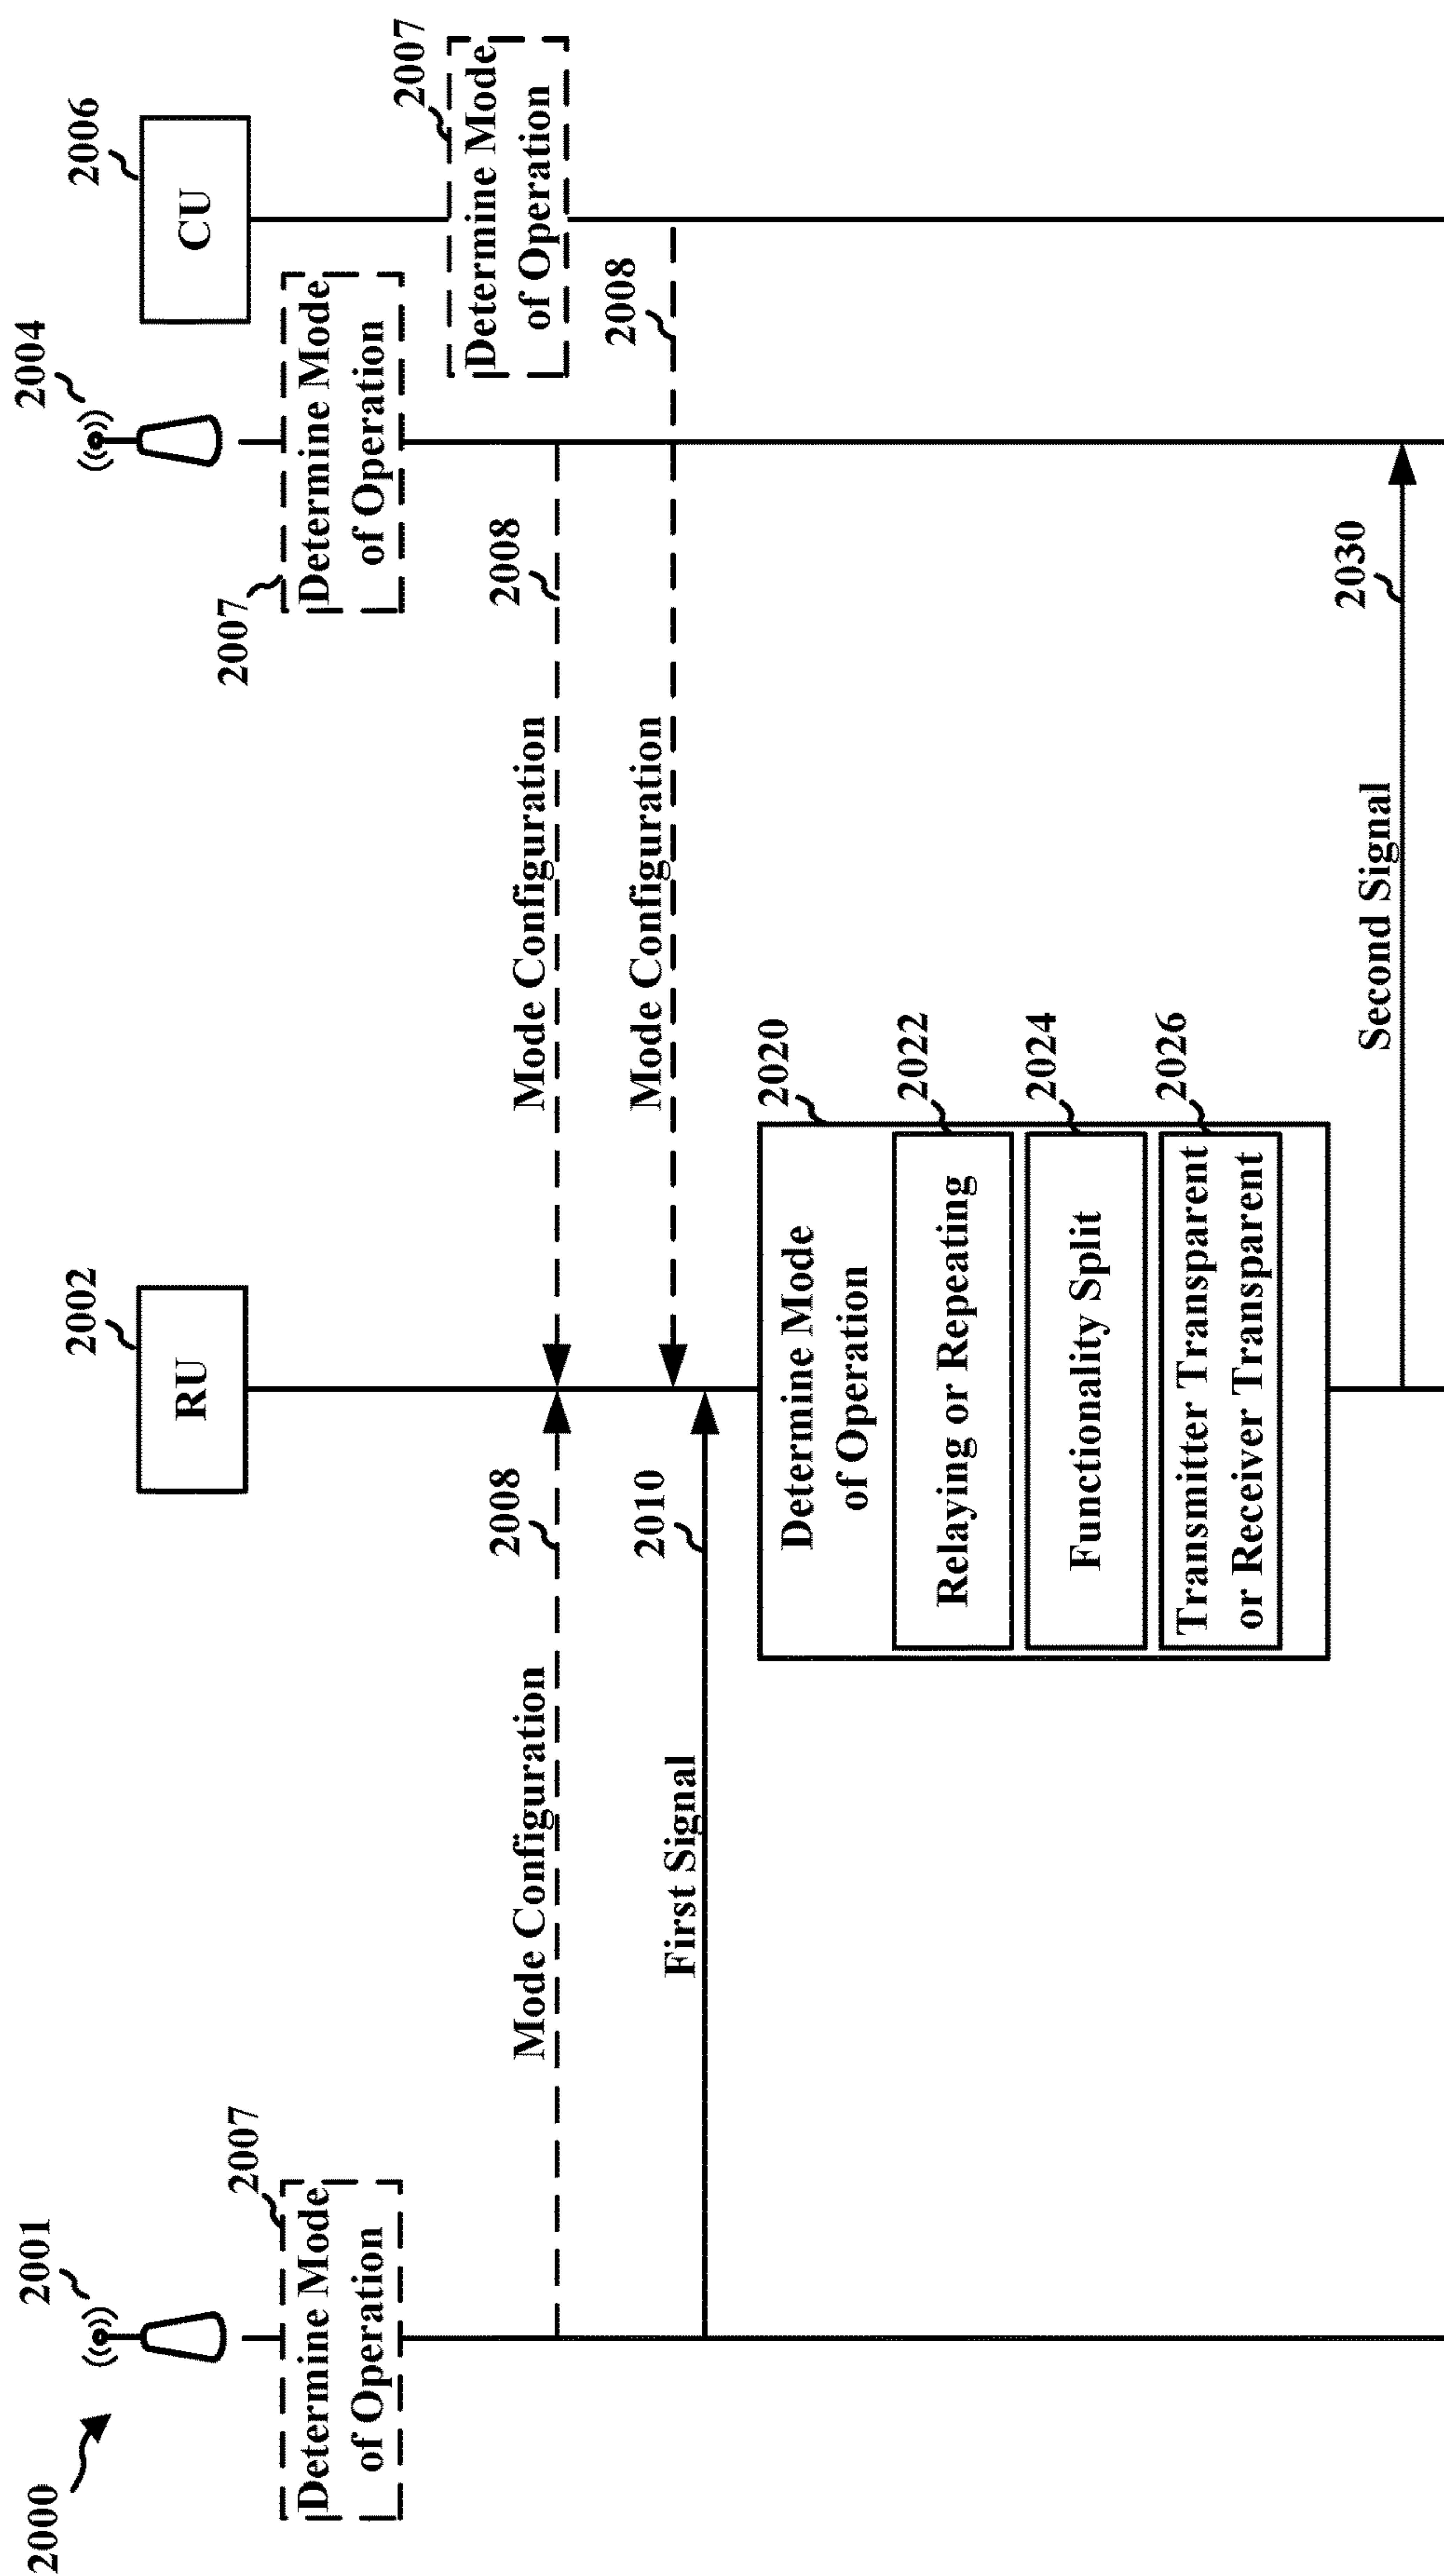 2000
2001
2002
2004
2006
RU
CU
2007
Determine Mode
of Operation
2007
Determine Mode
of Operation
2007
Determine Mode
of Operation
Mode Configuration
2008
Mode Configuration
2008
Mode Configuration
2008
First Signal
2010
2020
Determine Mode
of Operation
2022
Relaying or Repeating
2024
Functionality Split
2026
Transmitter Transparent
or Receiver Transparent
Second Signal
2030